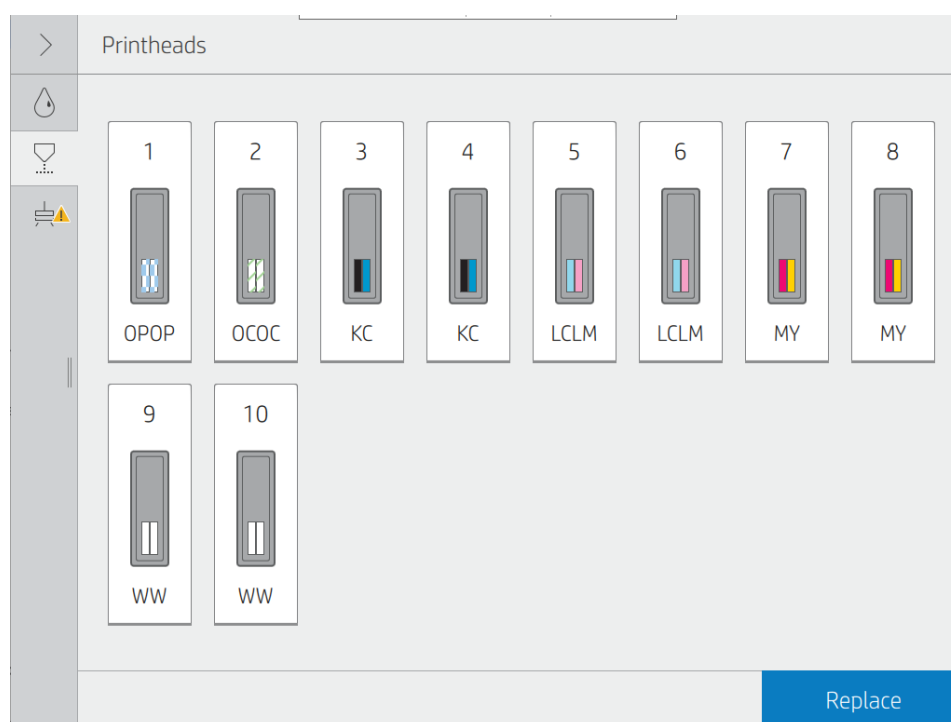 Printheads
1 2 3 4 5 6 7 8
OPOP OCOC KC KC LCLM LCLM MY MY
9 10
WW WW
Replace